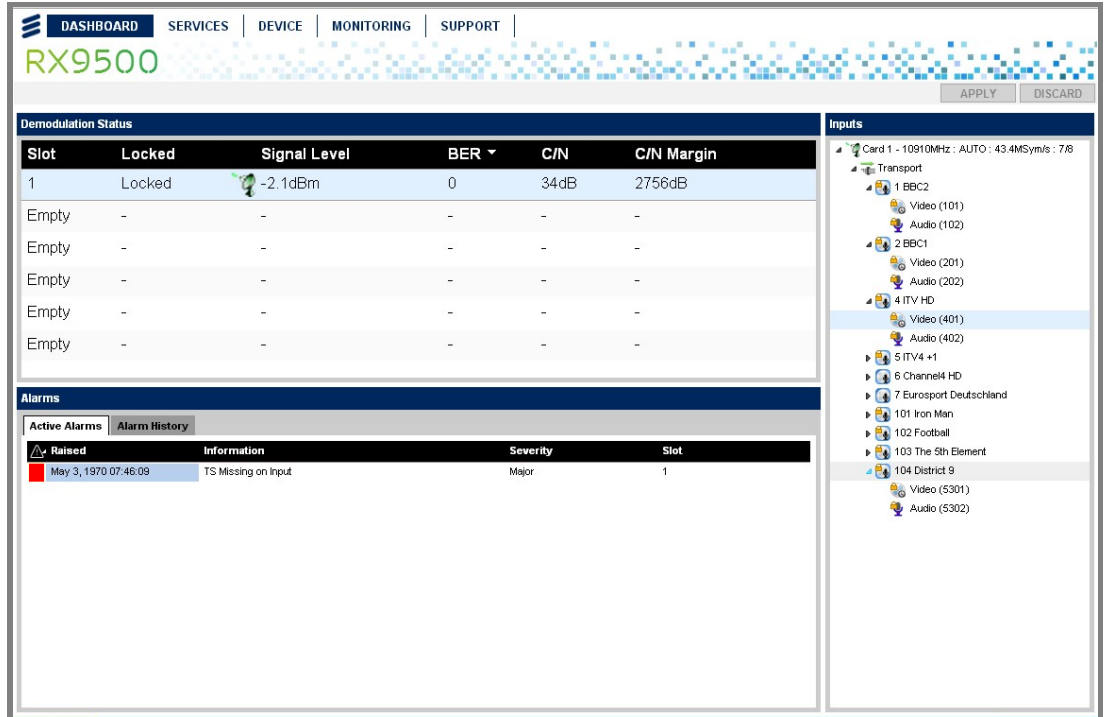 DASHBOARD SERVICES DEVICE MONITORING SUPPORT
RX9500
APPLY DISCARD
Demodulation Status
Slot Locked Signal Level BER C/N C/N Margin
1 Locked -2.1dBm 0 34dB 2756dB
Empty - - - - -
Empty - - - - -
Empty - - - - -
Empty - - - - -
Empty - - - - -
Alarms
Active Alarms Alarm History
Raised Information Severity Slot
May 3, 1970 07:46:09 TS Missing on Input Major 1
Inputs
Card 1 - 10910MHz : AUTO : 43.4MSym/s : 7/8
Transport
1 BBC2
Video (101)
Audio (102)
2 BBC1
Video (201)
Audio (202)
4 ITV HD
Video (401)
Audio (402)
5 ITV4 +1
6 Channel4 HD
7 Eurosport Deutschland
101 Iron Man
102 Football
103 The 5th Element
104 District 9
Video (5301)
Audio (5302)